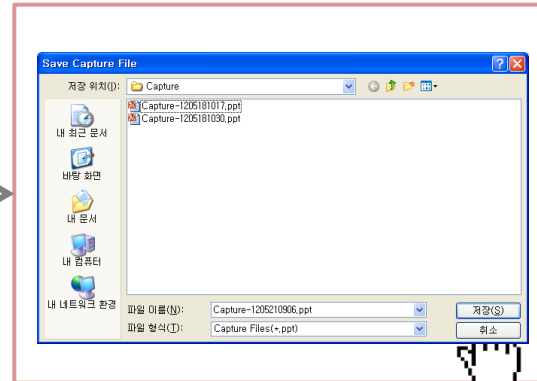 Save Capture File
저장 위치(I):
Capture
Capture-1205181017.ppt
Capture-1205181030.ppt
내 최근 문서
바탕 화면
내 문서
내 컴퓨터
내 네트워크 환경
파일 이름(N): Capture-1205210906.ppt 저장(S)
파일 형식(T): Capture Files(*.ppt) 취소